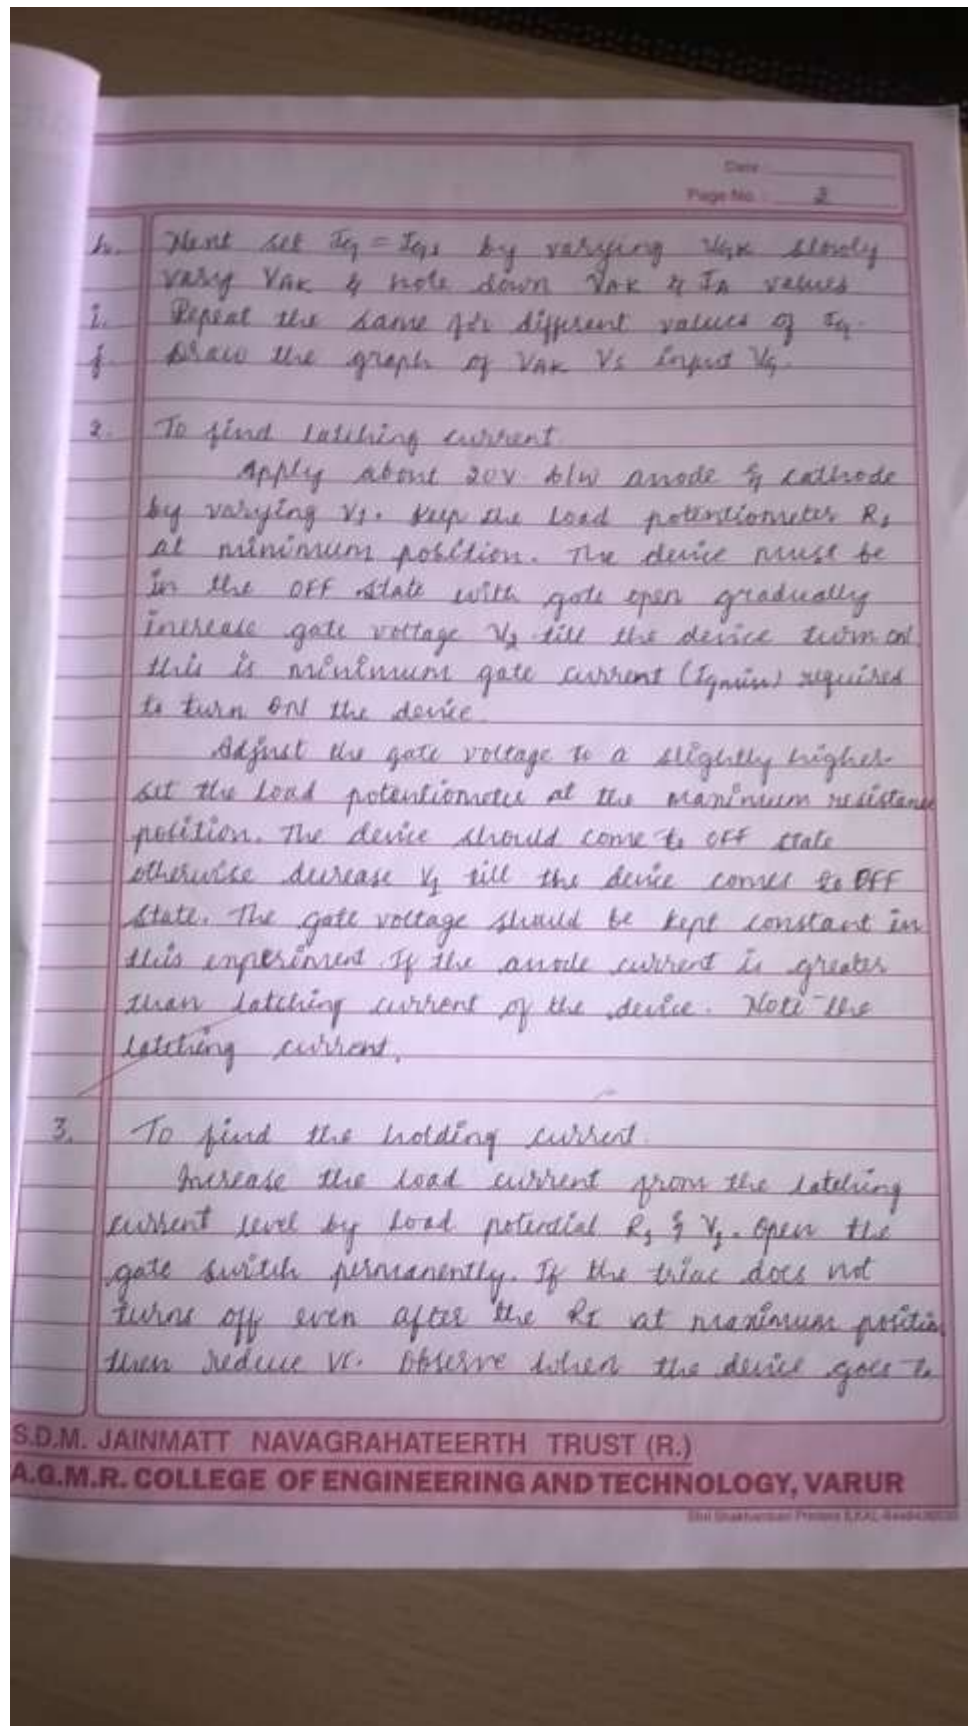 Date
Page No. 3
h. Next set Ig = Ig2 by varying VGK slowly
vary VAK & note down VAK & IA values
i. Repeat the same for different values of Ig.
j. Draw the graph of VAK VS input Vg.
2. To find latching current.
Apply about 20V b/w anode & cathode
by varying V1. Keep the load potentiometer R1
at minimum position. The device must be
in the OFF state with gate open gradually
increase gate voltage V2 till the device turn on
this is minimum gate current (Igmin) required
to turn ON the device.
Adjust the gate voltage to a slightly higher
set the load potentiometer at the maximum resistance
position. The device should come to OFF state
otherwise decrease V1 till the device comes to OFF
state. The gate voltage should be kept constant in
this experiment. If the anode current is greater
than latching current of the device. Note the
latching current.
3. To find the holding current.
Increase the load current from the latching
current level by load potential R1 & V1. Open the
gate switch permanently. If the triac does not
turns off even after the RI at maximum positio
then reduce VI. Observe when the device goes to
S.D.M. JAINMATT NAVAGRAHATEERTH TRUST (R.)
A.G.M.R. COLLEGE OF ENGINEERING AND TECHNOLOGY, VARUR